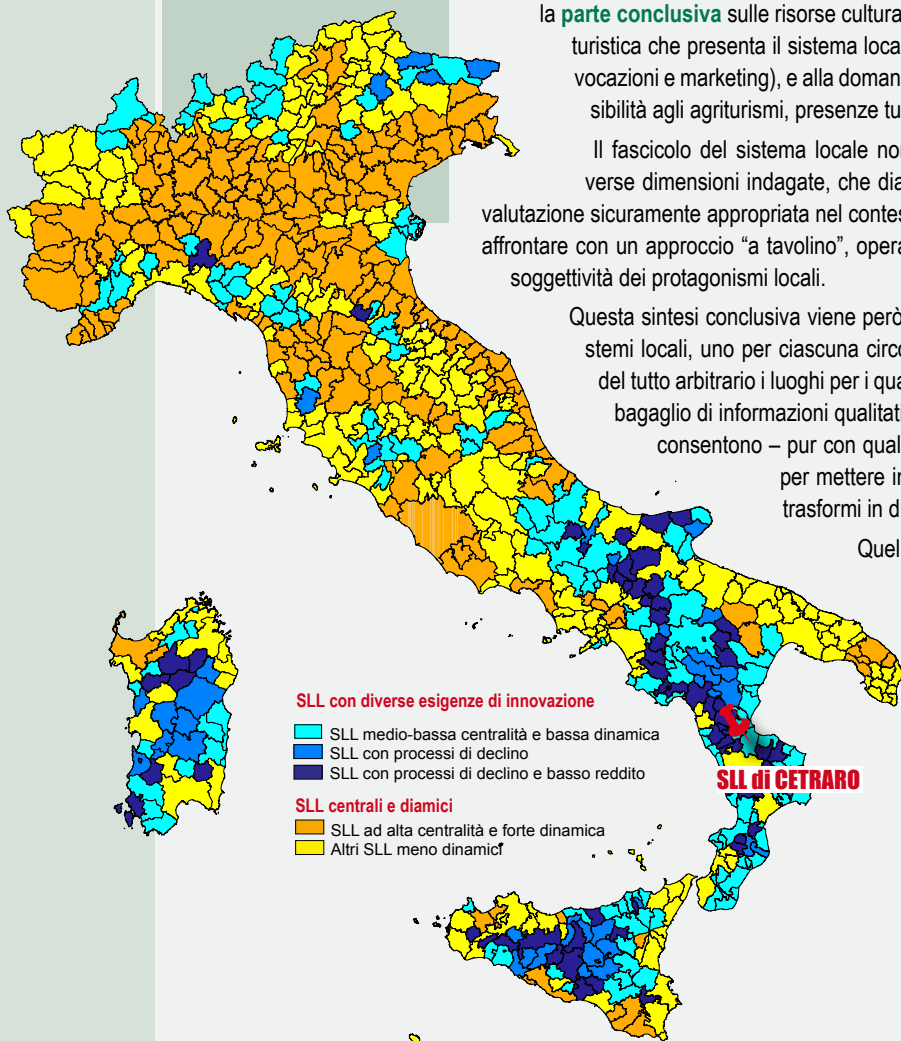 la parte conclusiva sulle risorse cultura
turistica che presenta il sistema loca
vocazioni e marketing), e alla doman
sibilità agli agriturismi, presenze tu
Il fascicolo del sistema locale no
verse dimensioni indagate, che dia
valutazione sicuramente appropriata nel contes
affrontare con un approccio “a tavolino”, opera
soggettività dei protagonismi locali.
Questa sintesi conclusiva viene però
stemi locali, uno per ciascuna circo
del tutto arbitrario i luoghi per i qua
bagaglio di informazioni qualitati
consentono – pur con qual
per mettere in
trasformi in d
Quel
SLL con diverse esigenze di innovazione
SLL medio-bassa centralità e bassa dinamica
SLL con processi di declino
SLL con processi di declino e basso reddito
SLL centrali e diamici
SLL ad alta centralità e forte dinamica
Altri SLL meno dinamici
SLL di CETRARO